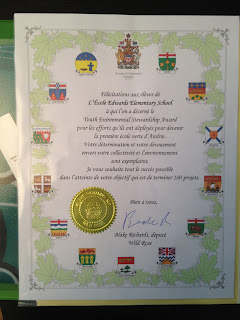 Félicitations aux élèves de
L'École Edwards Elementary School
à qui l'on a décerné le
Youth Environmental Stewardship Award
pour les efforts qu'ils ont déployés pour devenir
la première école verte d'Airdrie.
Votre détermination et votre dévouement
envers votre collectivité et l'environnement
sont exemplaires.
Je vous souhaite tout le succès possible
dans l'atteinte de votre objectif qui est de terminer 100 projets.
Bien à vous,
Blake Richards, député
Wild Rose